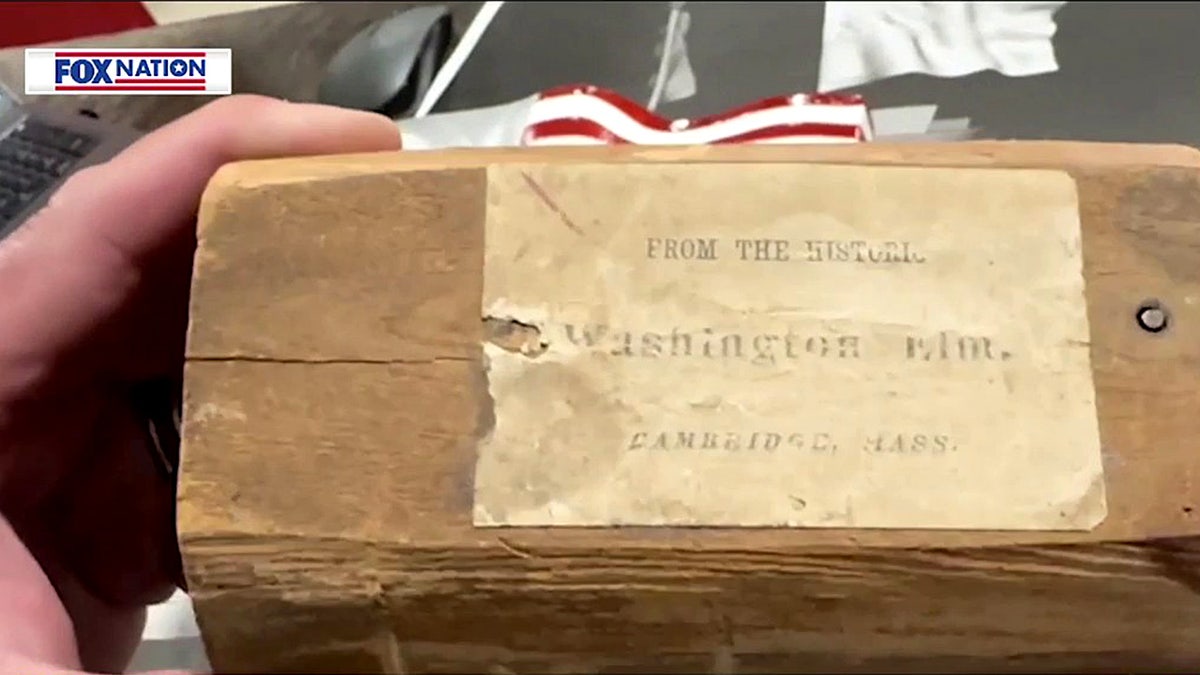 FOX NATION
FROM THE HISTORIC
Washington Elm.
CAMBRIDGE, MASS.